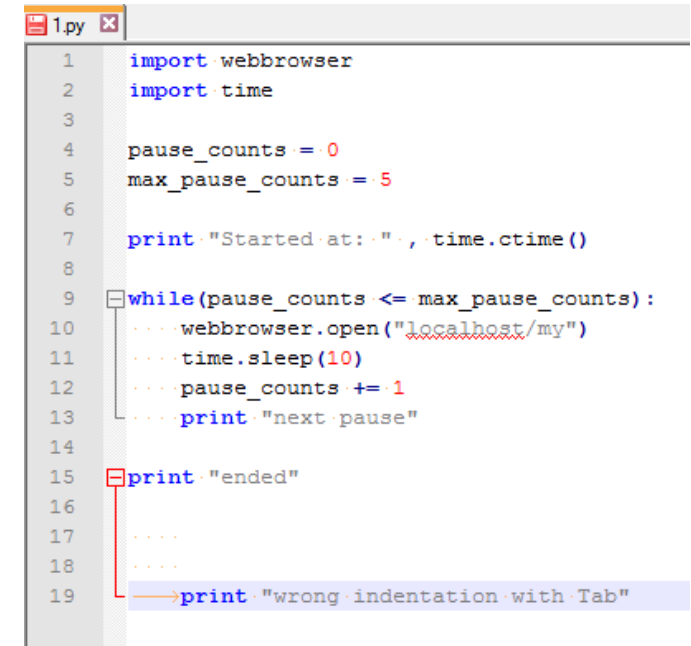 1.py
1 import webbrowser
2 import time
3
4 pause_counts = 0
5 max_pause_counts = 5
6
7 print "Started at: " , time.ctime()
8
9 while(pause_counts <= max_pause_counts):
10     webbrowser.open("localhost/my")
11     time.sleep(10)
12     pause_counts += 1
13     print "next pause"
14
15 print "ended"
16
17
18
19     print "wrong indentation with Tab"